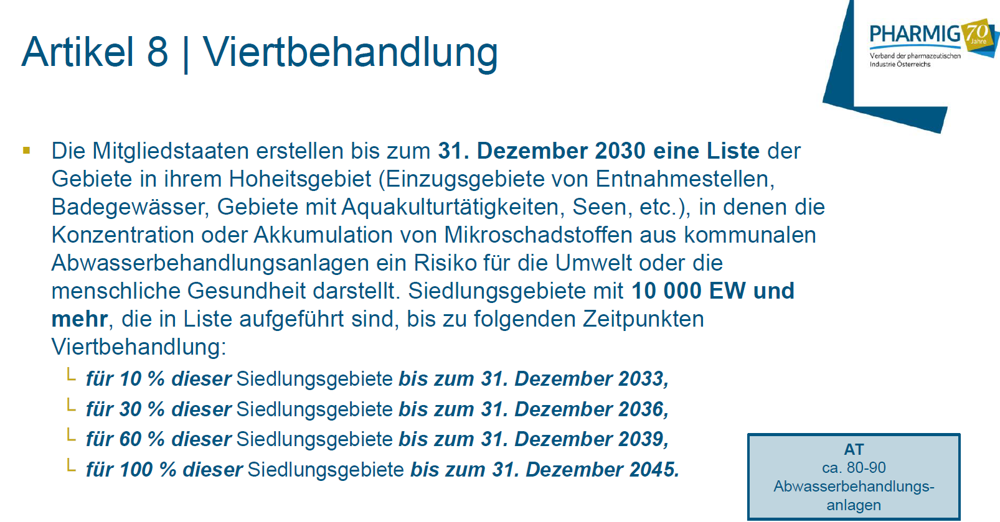 Artikel 8 | Viertbehandlung
PHARMIG 70
Jahre
Verband der pharmazeutischen
Industrie Österreichs
Die Mitgliedstaaten erstellen bis zum 31. Dezember 2030 eine Liste der
Gebiete in ihrem Hoheitsgebiet (Einzugsgebiete von Entnahmestellen,
Badegewässer, Gebiete mit Aquakulturtätigkeiten, Seen, etc.), in denen die
Konzentration oder Akkumulation von Mikroschadstoffen aus kommunalen
Abwasserbehandlungsanlagen ein Risiko für die Umwelt oder die
menschliche Gesundheit darstellt. Siedlungsgebiete mit 10 000 EW und
mehr, die in Liste aufgeführt sind, bis zu folgenden Zeitpunkten
Viertbehandlung:
für 10 % dieser Siedlungsgebiete bis zum 31. Dezember 2033,
für 30 % dieser Siedlungsgebiete bis zum 31. Dezember 2036,
für 60 % dieser Siedlungsgebiete bis zum 31. Dezember 2039,
für 100 % dieser Siedlungsgebiete bis zum 31. Dezember 2045.
AT
ca. 80-90
Abwasserbehandlungs-
anlagen